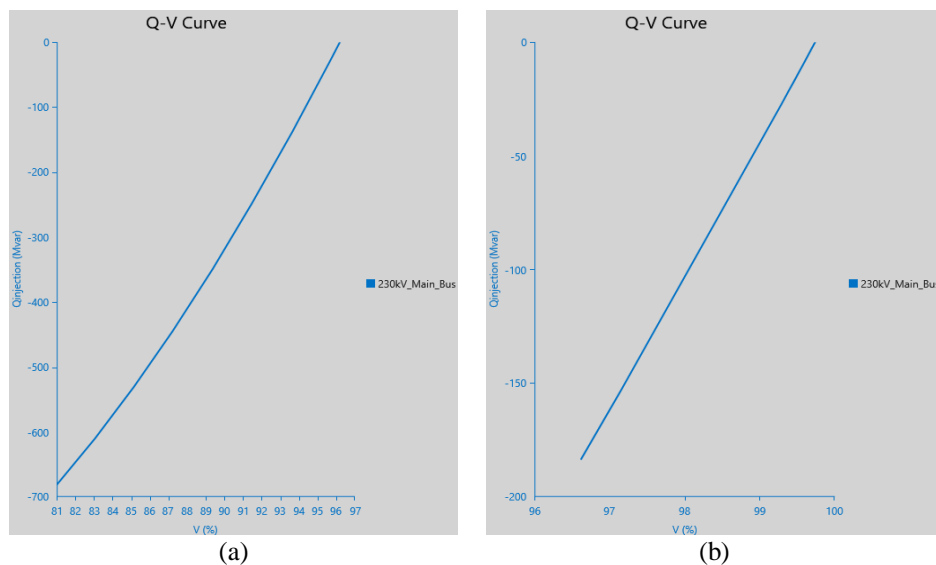 Q-V Curve
0
-100
-200
-300
-400
-500
-600
-700
Qinjection (Mvar)
81 82 83 84 85 86 87 88 89 90 91 92 93 94 95 96 97
V (%)
230kV_Main_Bus
(a)
Q-V Curve
0
-50
-100
-150
-200
Qinjection (Mvar)
96 97 98 99 100
V (%)
230kV_Main_Bus
(b)